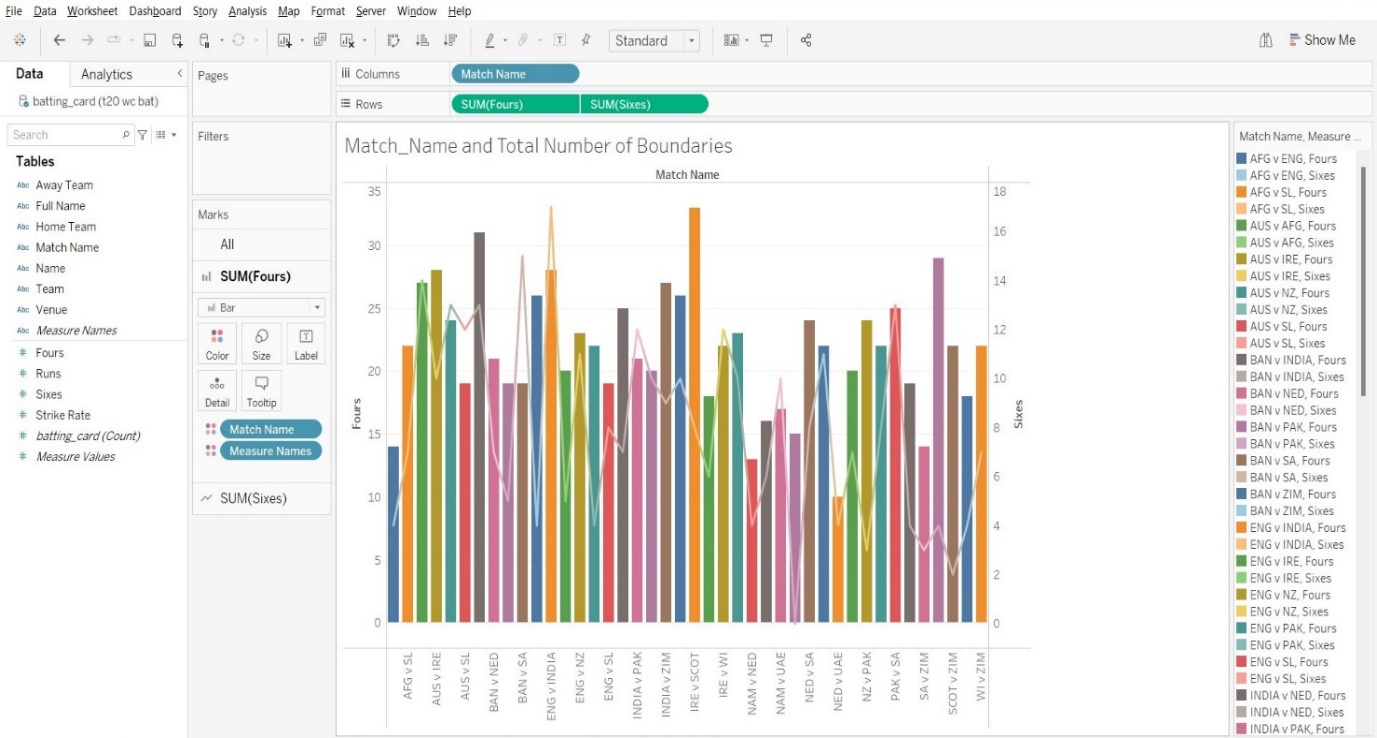 File Data Worksheet Dashboard Story Analysis Map Format Server Window Help
Standard
Show Me
Data Analytics
batting_card (t20 wc bat)
Search
Tables
Abc Away Team
Abc Full Name
Abc Home Team
Abc Match Name
Abc Name
Abc Team
Abc Venue
Abc Measure Names
# Fours
# Runs
# Sixes
# Strike Rate
# batting_card (Count)
# Measure Values
Pages
Filters
Marks
All
SUM(Fours)
Bar
Color Size Label
Detail Tooltip
Match Name
Measure Names
SUM(Sixes)
Columns Match Name
Rows SUM(Fours) SUM(Sixes)
Match_Name and Total Number of Boundaries
Match Name
35
30
25
20
15
10
5
0
Fours
18
16
14
12
10
8
6
4
2
0
Sixes
AFG v SL
AUS v IRE
AUS v SL
BAN v NED
BAN v SA
ENG v INDIA
ENG v NZ
ENG v SL
INDIA v PAK
INDIA v ZIM
IRE v SCOT
IRE v WI
NAM v NED
NAM v UAE
NED v SA
NED v UAE
NZ v PAK
PAK v SA
SA v ZIM
SCOT v ZIM
WI v ZIM
Match Name, Measure ...
AFG v ENG, Fours
AFG v ENG, Sixes
AFG v SL, Fours
AFG v SL, Sixes
AUS v AFG, Fours
AUS v AFG, Sixes
AUS v IRE, Fours
AUS v IRE, Sixes
AUS v NZ, Fours
AUS v NZ, Sixes
AUS v SL, Fours
AUS v SL, Sixes
BAN v INDIA, Fours
BAN v INDIA, Sixes
BAN v NED, Fours
BAN v NED, Sixes
BAN v PAK, Fours
BAN v PAK, Sixes
BAN v SA, Fours
BAN v SA, Sixes
BAN v ZIM, Fours
BAN v ZIM, Sixes
ENG v INDIA, Fours
ENG v INDIA, Sixes
ENG v IRE, Fours
ENG v IRE, Sixes
ENG v NZ, Fours
ENG v NZ, Sixes
ENG v PAK, Fours
ENG v PAK, Sixes
ENG v SL, Fours
ENG v SL, Sixes
INDIA v NED, Fours
INDIA v NED, Sixes
INDIA v PAK, Fours